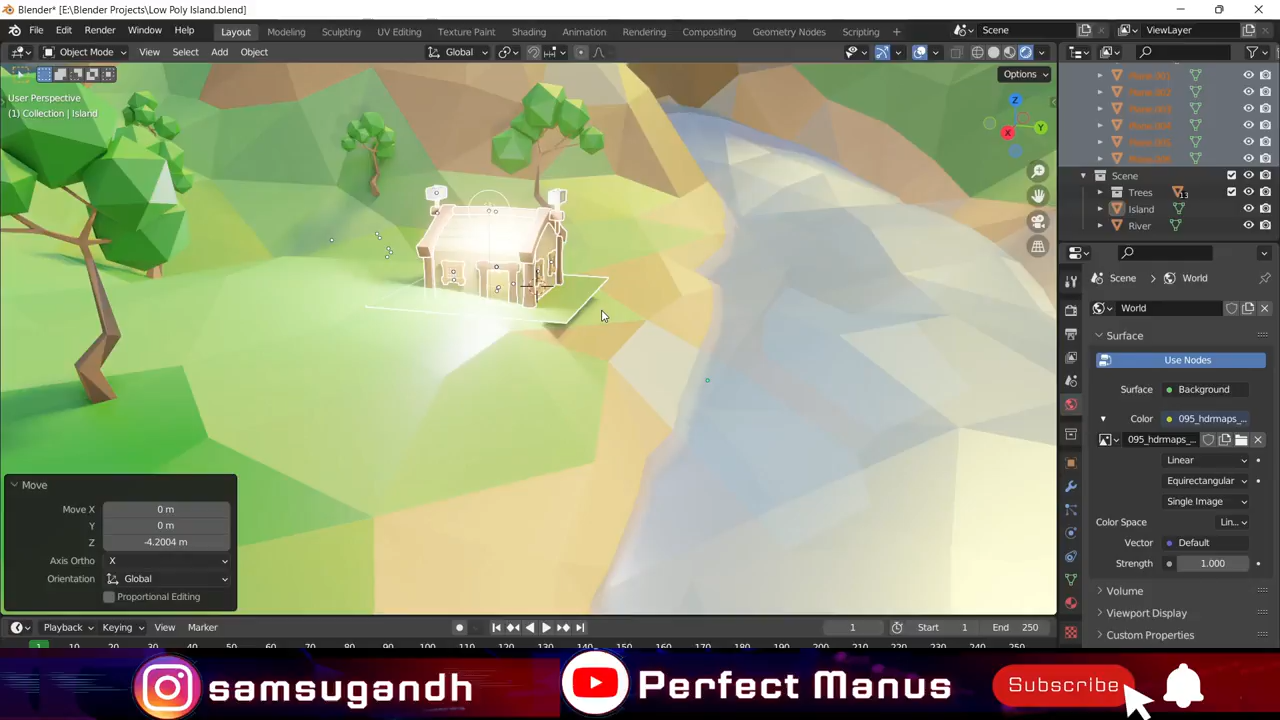 Blender* [E:\Blender Projects\Low Poly Island.blend]
File Edit Render Window Help Layout Modeling Sculpting UV Editing Texture Paint Shading Animation Rendering Compositing Geometry Nodes Scripting + Scene ViewLayer
Object Mode View Select Add Object Global
Options
User Perspective
(1) Collection | Island
Z
Y
X
Plane.001
Scene
Trees 13
Island
River
Scene > World
World
Surface
Use Nodes
Surface Background
Color 095_hdrmaps_...
095_hdrmaps_...
Linear
Equirectangular
Single Image
Color Space Lin...
Vector Default
Strength 1.000
Volume
Viewport Display
Custom Properties
Move
Move X 0 m
Y 0 m
Z -4.2004 m
Axis Ortho X
Orientation Global
Proportional Editing
Playback Keying View Marker 1 Start 1 End 250
1
samsugandh Perfect Manus Subscribe